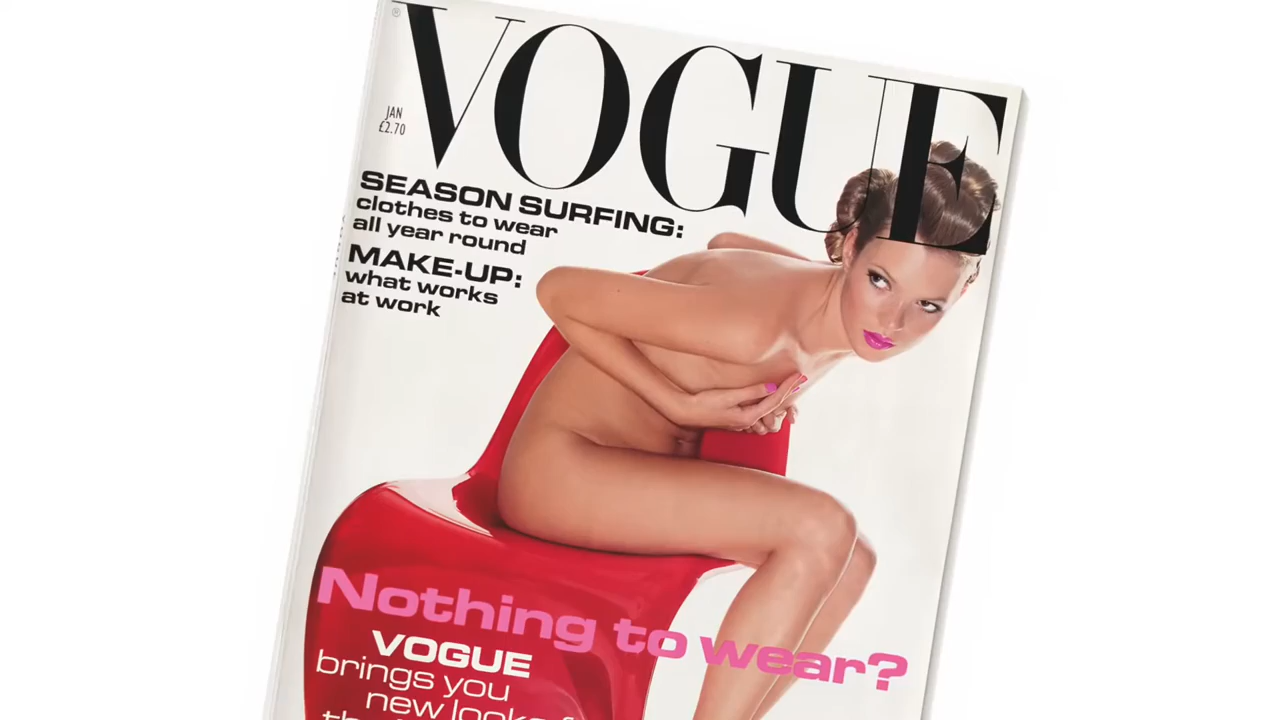 ®
VOGUE
JAN
£2.70
SEASON SURFING:
clothes to wear
all year round
MAKE-UP:
what works
at work
Nothing to wear?
VOGUE
brings you
new looks